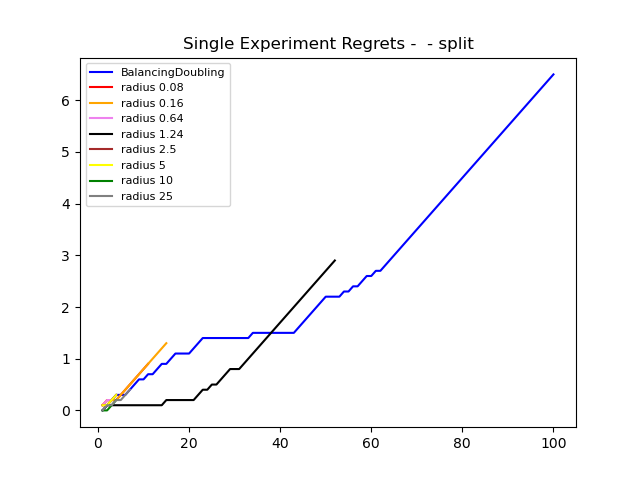 Single Experiment Regrets -  - split
BalancingDoubling
radius 0.08
radius 0.16
radius 0.64
radius 1.24
radius 2.5
radius 5
radius 10
radius 25
6
5
4
3
2
1
0
0 20 40 60 80 100